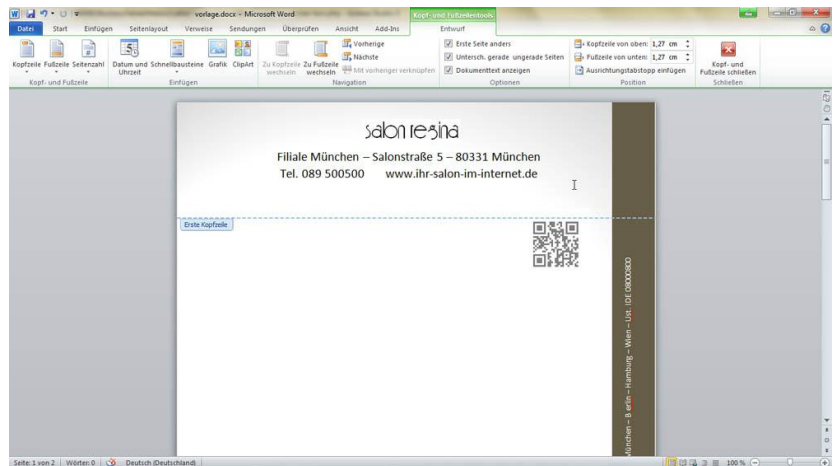 vorlage.docx - Microsoft Word
Kopf- und Fußzeilentools
Datei Start Einfügen Seitenlayout Verweise Sendungen Überprüfen Ansicht Add-Ins Entwurf
Kopfzeile Fußzeile Seitenzahl
Datum und Uhrzeit
Schnellbausteine Grafik ClipArt
Zu Kopfzeile wechseln
Zu Fußzeile wechseln
Vorherige
Nächste
Mit vorheriger verknüpfen
Erste Seite anders
Untersch. gerade ungerade Seiten
Dokumenttext anzeigen
Kopfzeile von oben: 1,27 cm
Fußzeile von unten: 1,27 cm
Ausrichtungstabstopp einfügen
Kopf- und Fußzeile schließen
Kopf- und Fußzeile Einfügen Navigation Optionen Position Schließen
salon resina
Filiale München – Salonstraße 5 – 80331 München
Tel. 089 500500 www.ihr-salon-im-internet.de
Erste Kopfzeile
München – Berlin – Hamburg – Wien – Ust. IDE 08000800
Seite: 1 von 2 Wörter: 0 Deutsch (Deutschland) 100 %